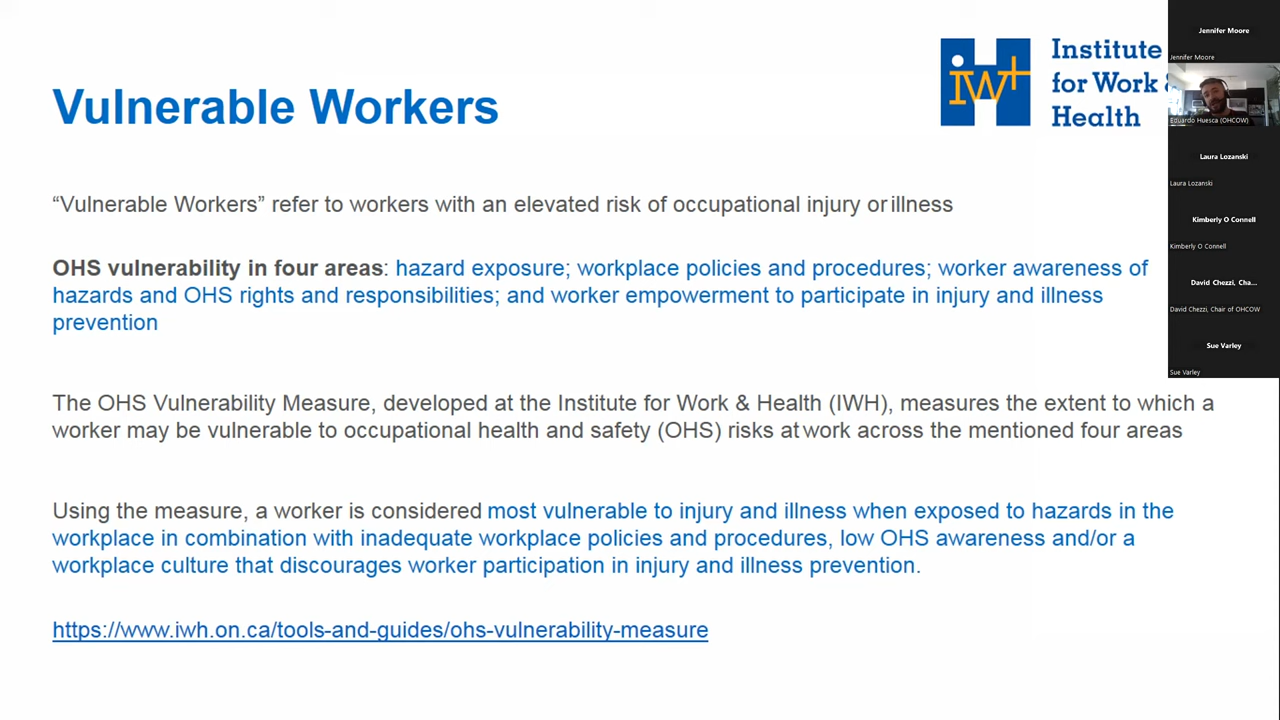 Vulnerable Workers
iw+
Institute
for Work &
Health
“Vulnerable Workers” refer to workers with an elevated risk of occupational injury or illness
OHS vulnerability in four areas: hazard exposure; workplace policies and procedures; worker awareness of
hazards and OHS rights and responsibilities; and worker empowerment to participate in injury and illness
prevention
The OHS Vulnerability Measure, developed at the Institute for Work & Health (IWH), measures the extent to which a
worker may be vulnerable to occupational health and safety (OHS) risks at work across the mentioned four areas
Using the measure, a worker is considered most vulnerable to injury and illness when exposed to hazards in the
workplace in combination with inadequate workplace policies and procedures, low OHS awareness and/or a
workplace culture that discourages worker participation in injury and illness prevention.
https://www.iwh.on.ca/tools-and-guides/ohs-vulnerability-measure
Jennifer Moore
Jennifer Moore
Eduardo Huesca (OHCOW)
Laura Lozanski
Laura Lozanski
Kimberly O Connell
Kimberly O Connell
David Chezzi, Cha...
David Chezzi, Chair of OHCOW
Sue Varley
Sue Varley